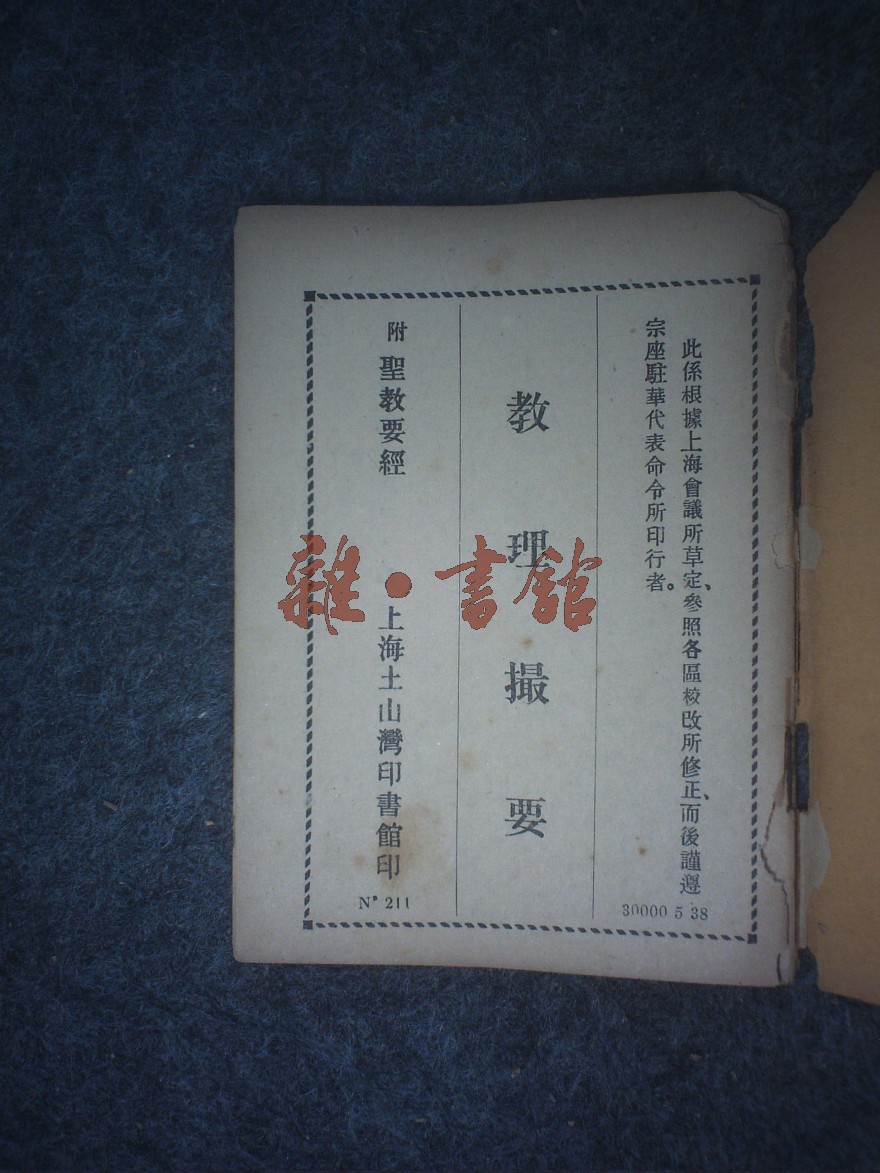 此係根據上海會議所草定、參照各區校改所修正、而後謹遵
宗座駐華代表命令所印行者。
30000 5 38
教理撮要
附 聖教要經
上海土山灣印書館印
Nº 211
雜·書館